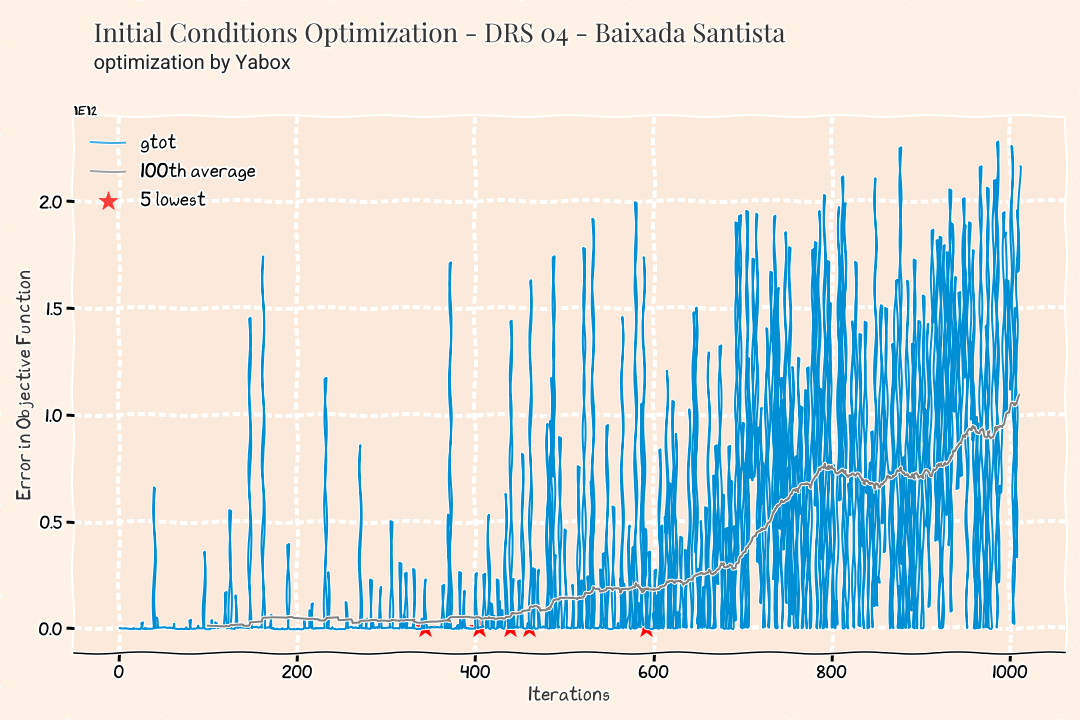 Initial Conditions Optimization - DRS 04 - Baixada Santista
optimization by Yabox
1E12
gtot
100th average
5 lowest
2.0
1.5
1.0
0.5
0.0
Error in Objective Function
0 200 400 600 800 1000
Iterations